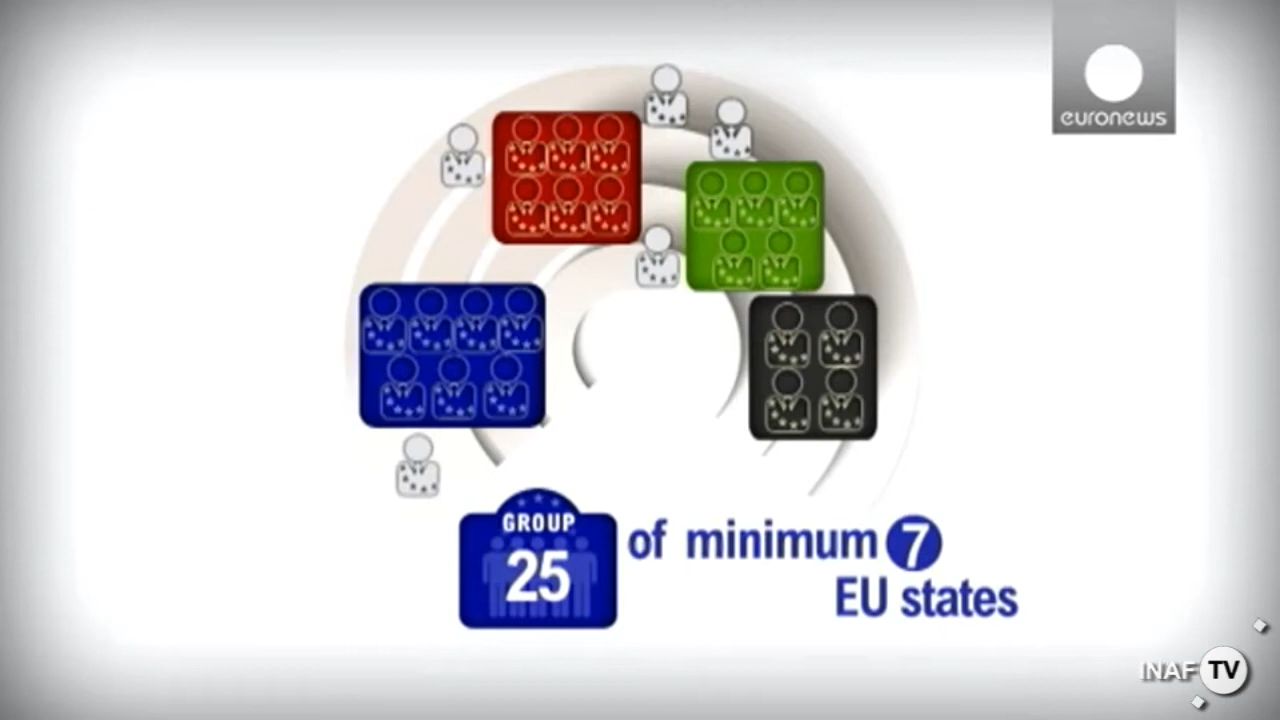 euronews
GROUP
25
of minimum 7
EU states
INAF TV